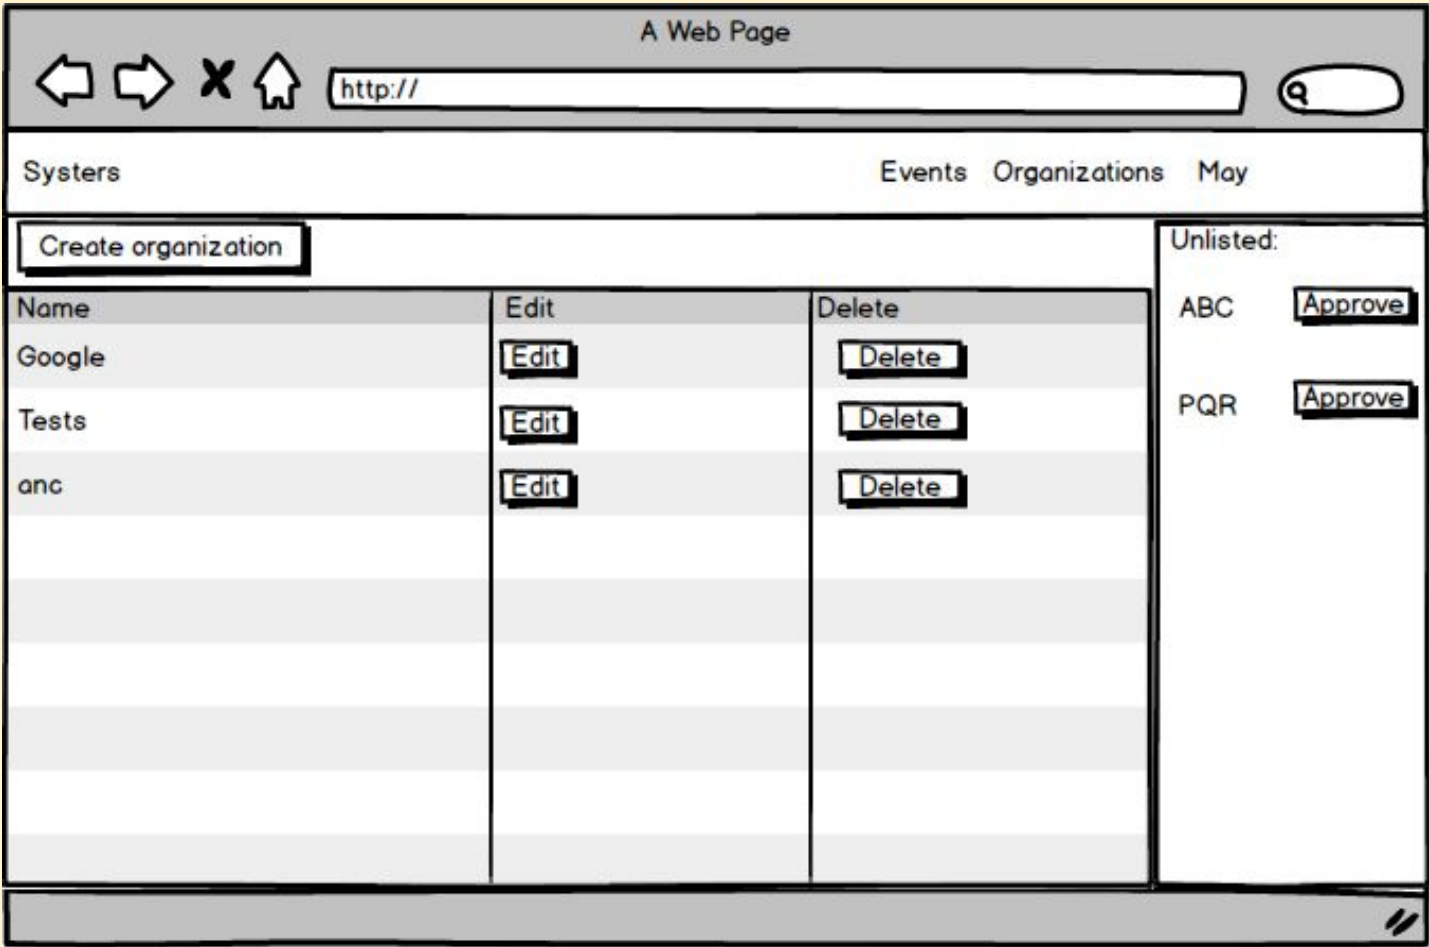 A Web Page
http://
Systers Events Organizations May
Create organization
Name Edit Delete
Google Edit Delete
Tests Edit Delete
anc Edit Delete
Unlisted:
ABC Approve
PQR Approve